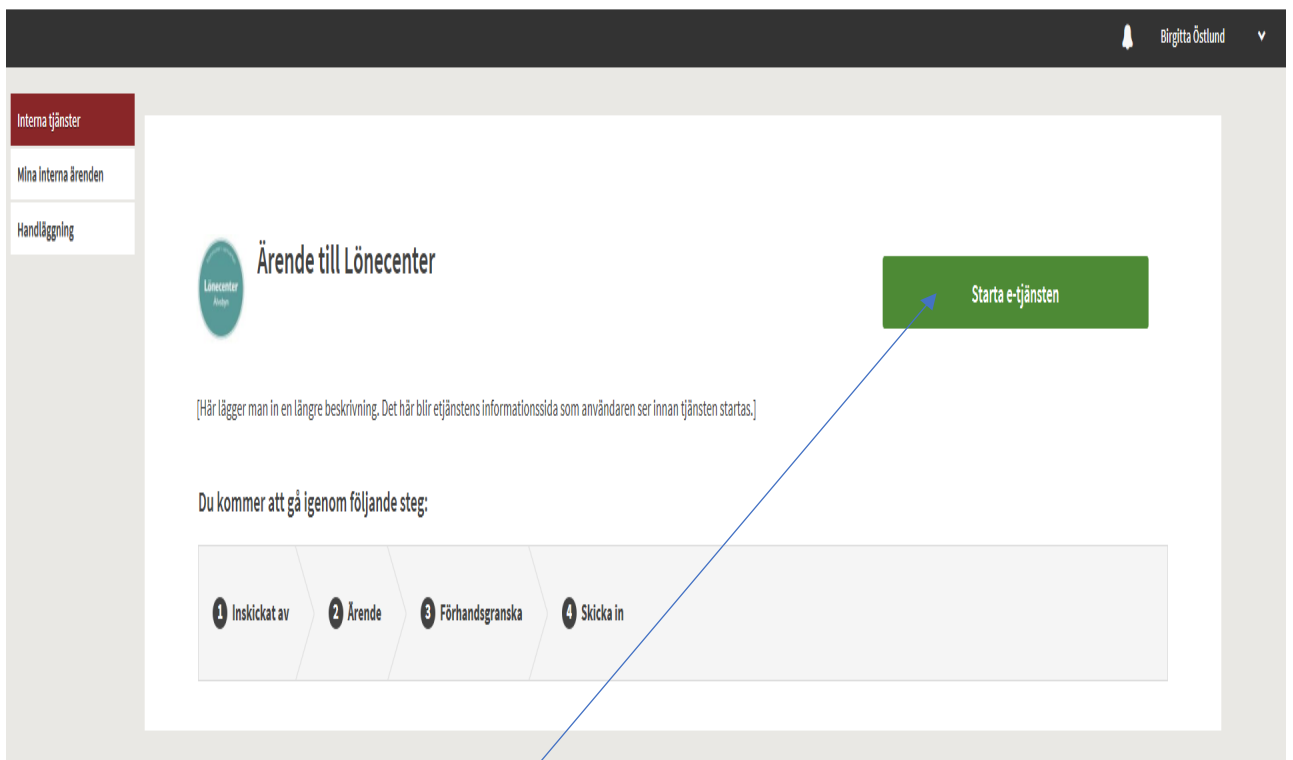 Birgitta Östlund
Interna tjänster
Mina interna ärenden
Handläggning
Lönecenter
Älvsbyn
Ärende till Lönecenter
Starta e-tjänsten
[Här lägger man in en längre beskrivning. Det här blir etjänstens informationssida som användaren ser innan tjänsten startas.]
Du kommer att gå igenom följande steg:
1 Inskickat av
2 Ärende
3 Förhandsgranska
4 Skicka in